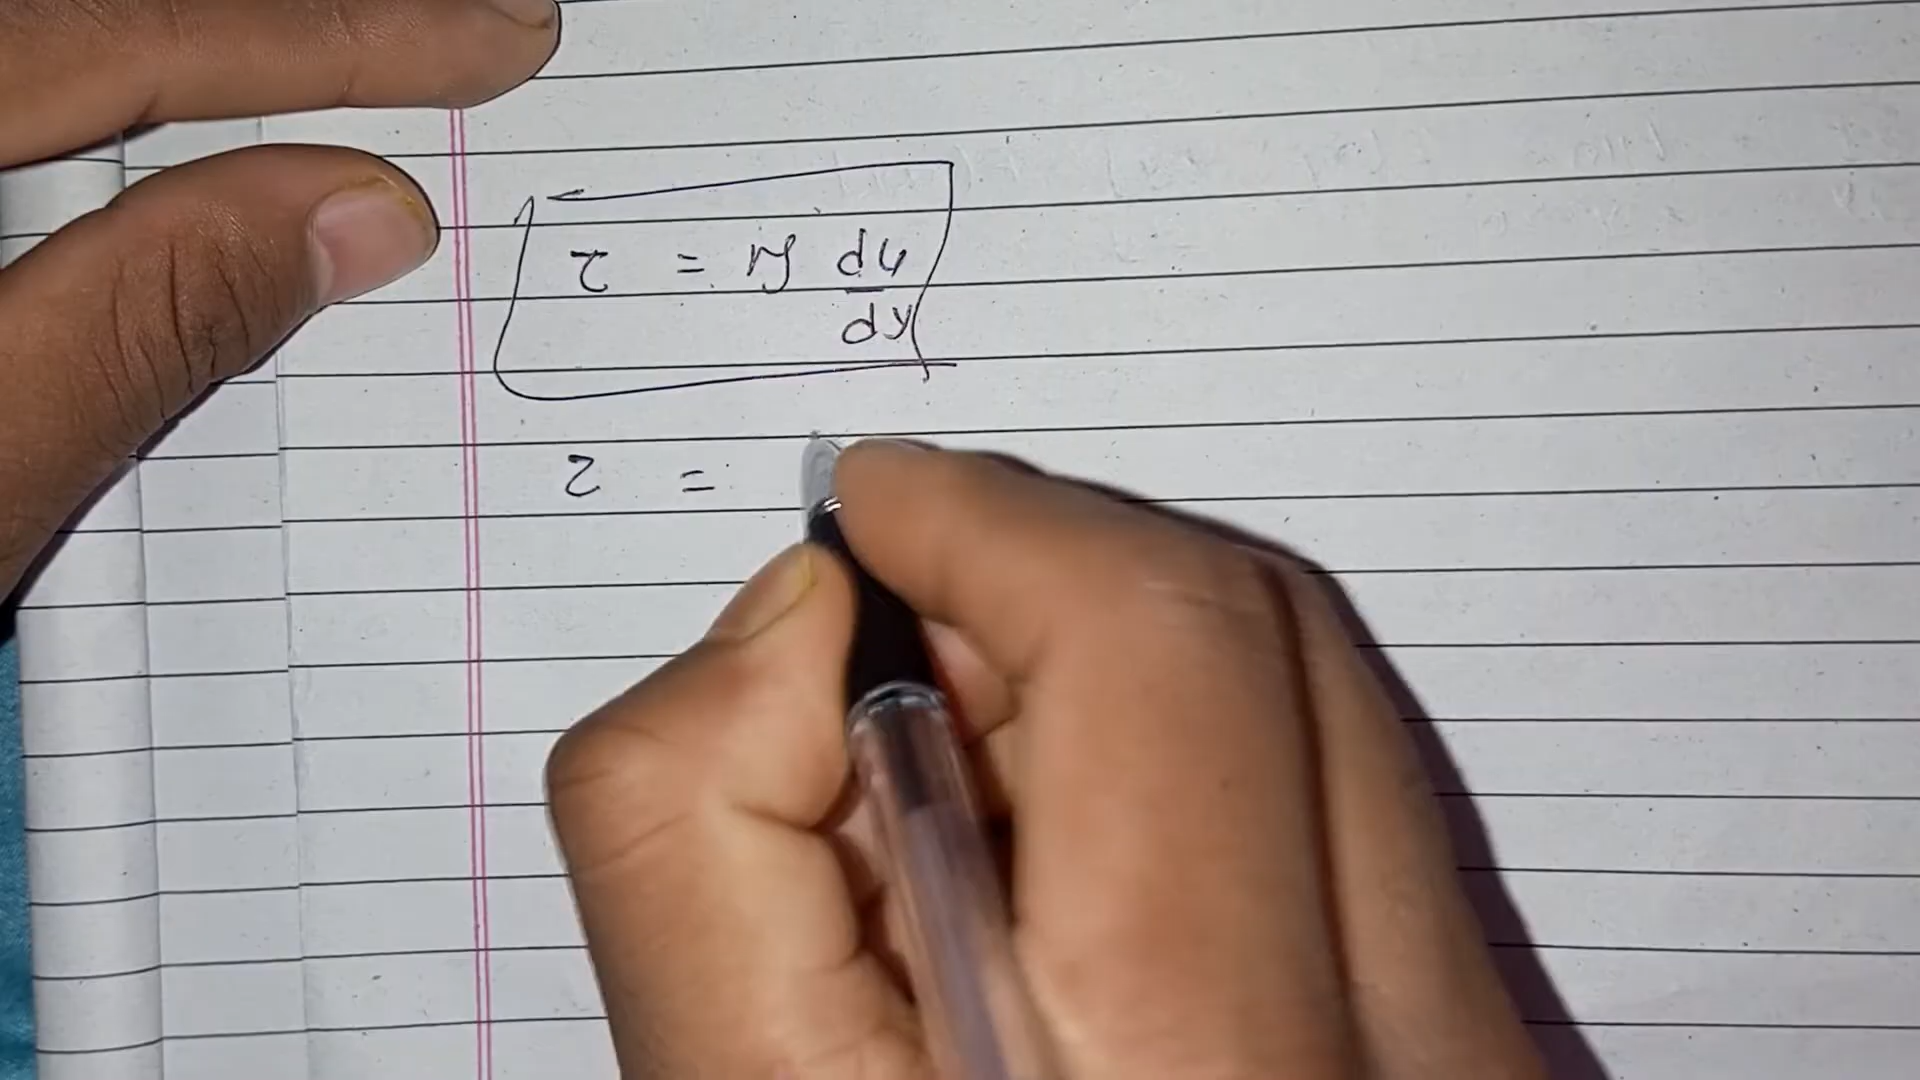 τ = η du/dy
τ =